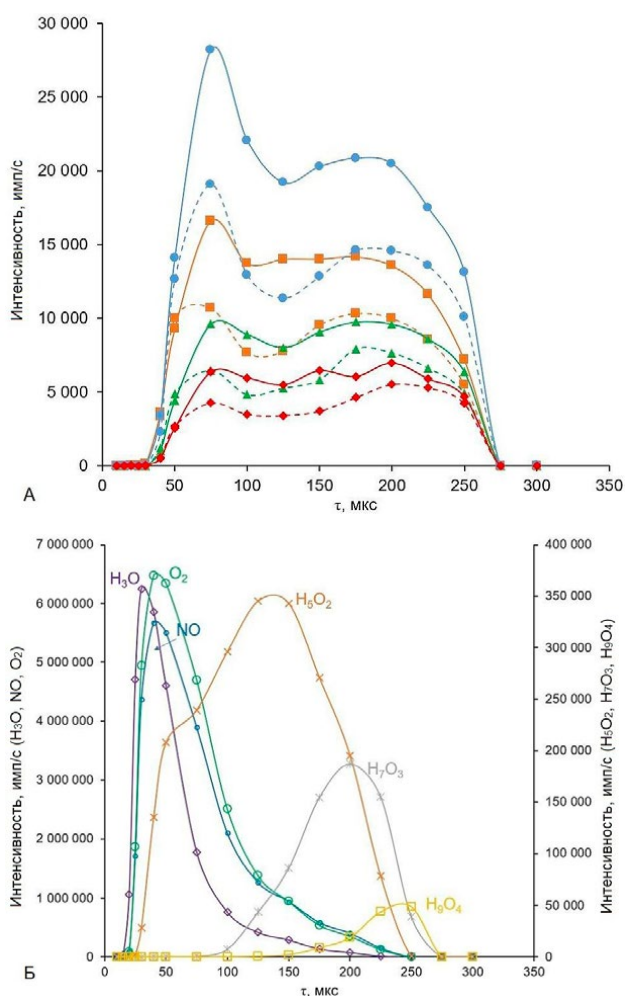 Интенсивность, имп/с
30 000
25 000
20 000
15 000
10 000
5 000
0
0
50
100
150
200
250
300
350
τ, мкс
А
Интенсивность, имп/с (H₃O, NO, O₂)
7 000 000
6 000 000
5 000 000
4 000 000
3 000 000
2 000 000
1 000 000
0
H₃O
O₂
NO
H₅O₂
H₇O₃
H₉O₄
400 000
350 000
300 000
250 000
200 000
150 000
100 000
50 000
0
Интенсивность, имп/с (H₅O₂, H₇O₃, H₉O₄)
0
50
100
150
200
250
300
350
τ, мкс
Б